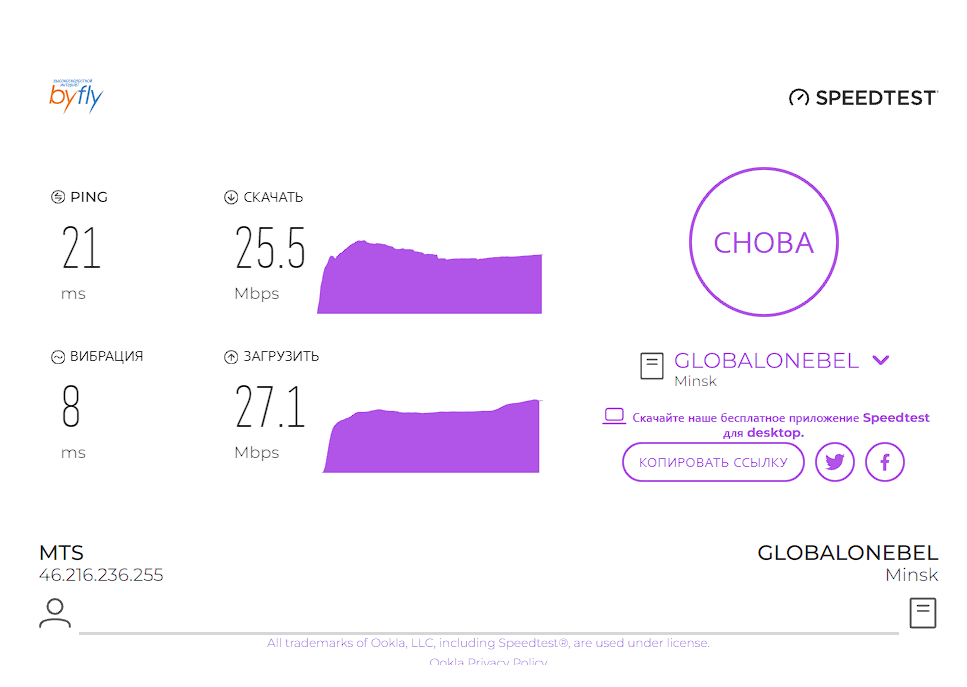 ВЫСОКОСКОРОСТНОЙ
ИНТЕРНЕТ
byfly
SPEEDTEST
PING
21
ms
СКАЧАТЬ
25.5
Mbps
СНОВА
ВИБРАЦИЯ
8
ms
ЗАГРУЗИТЬ
27.1
Mbps
GLOBALONEBEL
Minsk
Скачайте наше бесплатное приложение Speedtest
для desktop.
КОПИРОВАТЬ ССЫЛКУ
MTS
46.216.236.255
GLOBALONEBEL
Minsk
All trademarks of Ookla, LLC, including Speedtest®, are used under license.
Ookla Privacy Policy